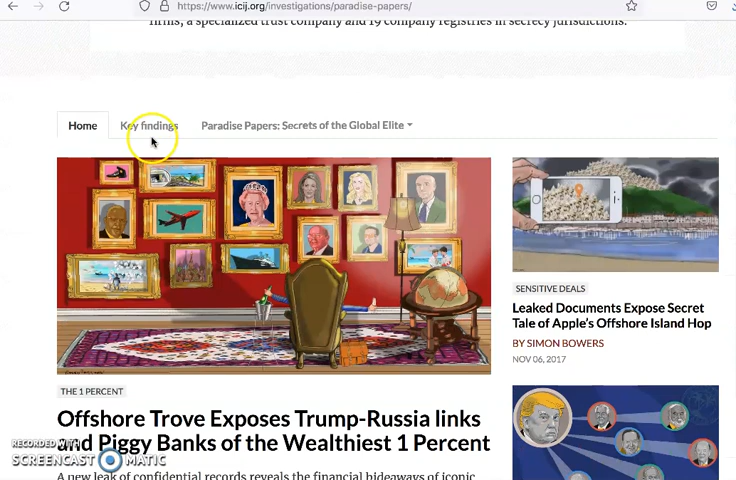 https://www.icij.org/investigations/paradise-papers/
firms, a specialized trust company and 19 company registries in secrecy jurisdictions.
Home
Key findings
Paradise Papers: Secrets of the Global Elite
THE 1 PERCENT
Offshore Trove Exposes Trump-Russia links
and Piggy Banks of the Wealthiest 1 Percent
A new leak of confidential records reveals the financial hideaways of iconic
SENSITIVE DEALS
Leaked Documents Expose Secret
Tale of Apple's Offshore Island Hop
BY SIMON BOWERS
NOV 06, 2017
RECORDED WITH
SCREENCAST MATIC